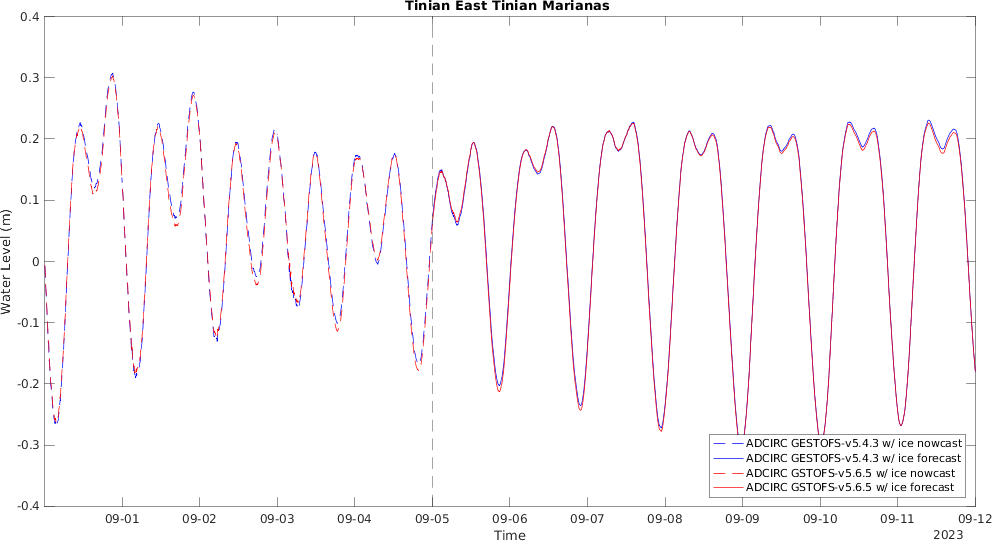 Tinian East Tinian Marianas
0.4
0.3
0.2
0.1
0
-0.1
-0.2
-0.3
-0.4
Water Level (m)
ADCIRC GESTOFS-v5.4.3 w/ ice nowcast
ADCIRC GESTOFS-v5.4.3 w/ ice forecast
ADCIRC GSTOFS-v5.6.5 w/ ice nowcast
ADCIRC GSTOFS-v5.6.5 w/ ice forecast
09-01 09-02 09-03 09-04 09-05 09-06 09-07 09-08 09-09 09-10 09-11 09-12
Time
2023